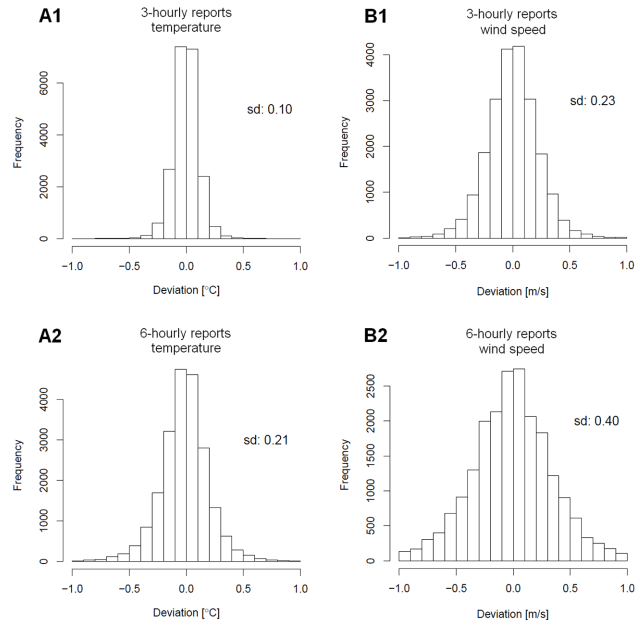 A1
3-hourly reports
temperature
Frequency
0 2000 4000 6000
sd: 0.10
−1.0 −0.5 0.0 0.5 1.0
Deviation [°C]
B1
3-hourly reports
wind speed
Frequency
0 1000 2000 3000 4000
sd: 0.23
−1.0 −0.5 0.0 0.5 1.0
Deviation [m/s]
A2
6-hourly reports
temperature
Frequency
0 1000 2000 3000 4000
sd: 0.21
−1.0 −0.5 0.0 0.5 1.0
Deviation [°C]
B2
6-hourly reports
wind speed
Frequency
0 500 1000 1500 2000 2500
sd: 0.40
−1.0 −0.5 0.0 0.5 1.0
Deviation [m/s]